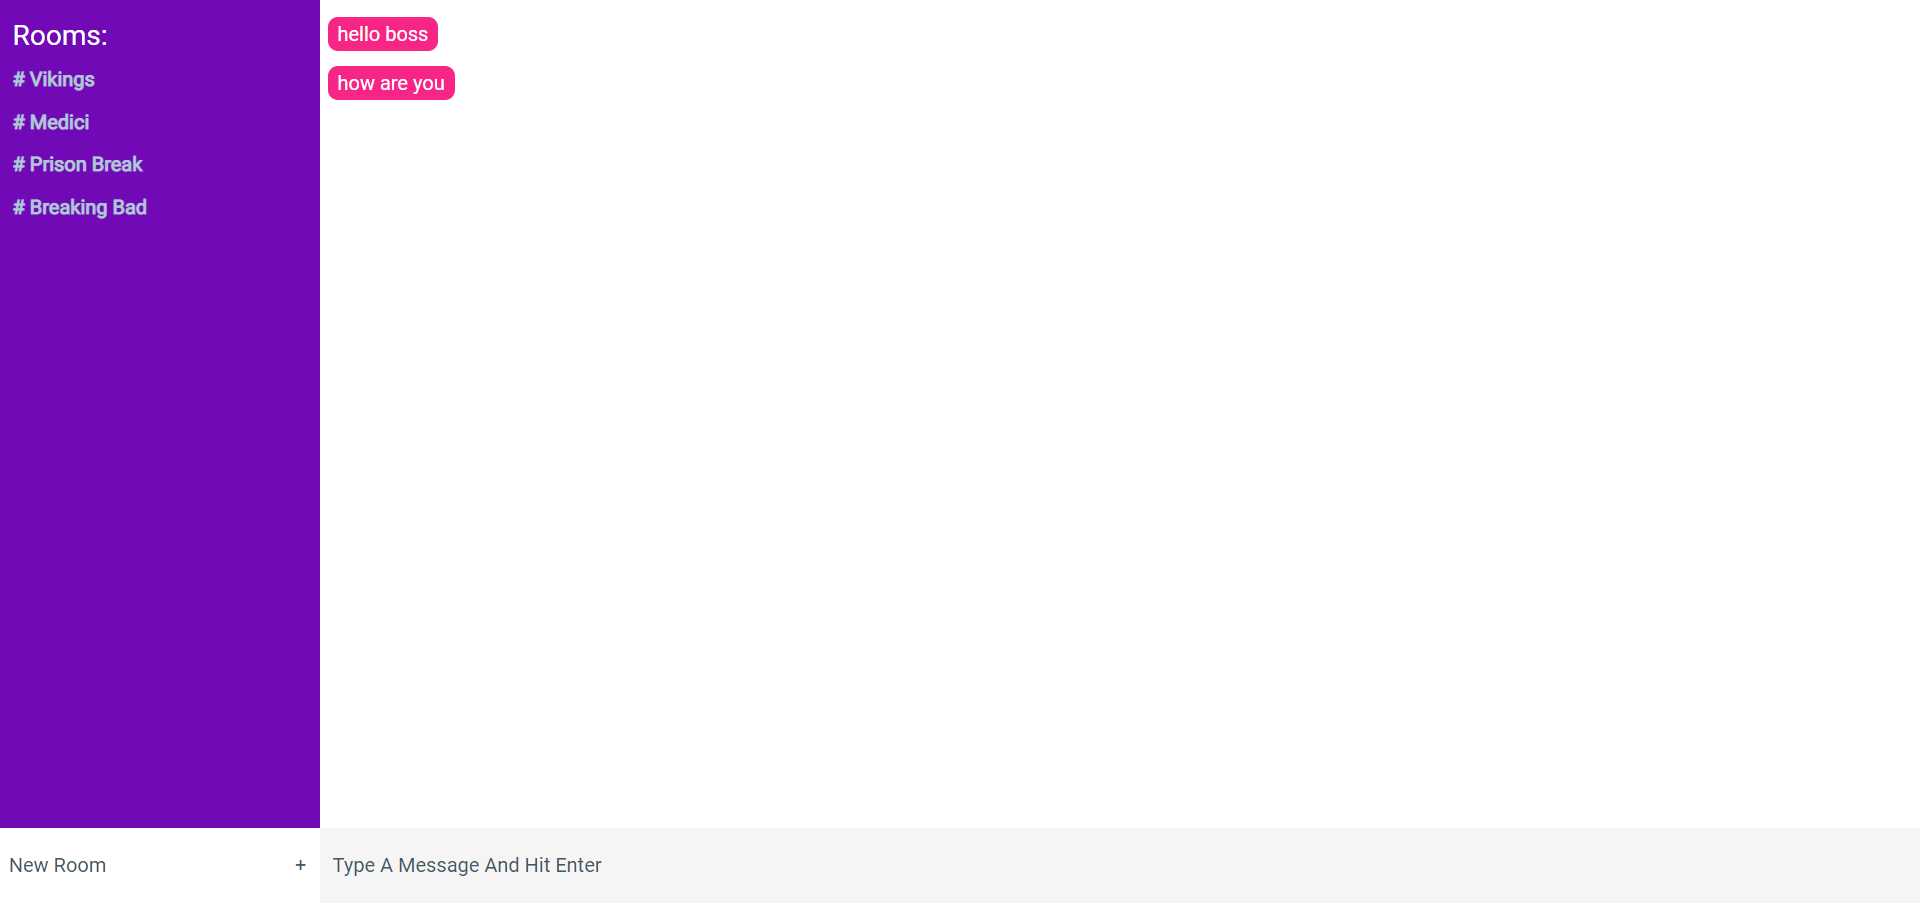 Rooms:
# Vikings
# Medici
# Prison Break
# Breaking Bad
hello boss
how are you
New Room +
Type A Message And Hit Enter